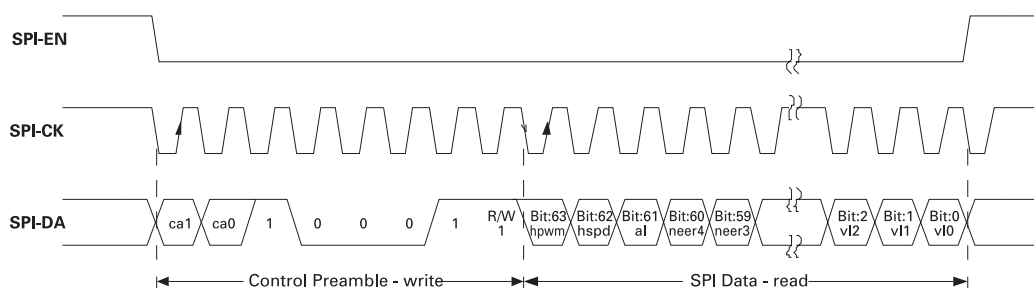 SPI-EN
SPI-CK
SPI-DA
ca1 ca0 1 0 0 0 1 R/W 1 Bit:63 hpwm Bit:62 hspd Bit:61 al Bit:60 neer4 Bit:59 neer3 Bit:2 vl2 Bit:1 vl1 Bit:0 vl0
Control Preamble - write SPI Data - read